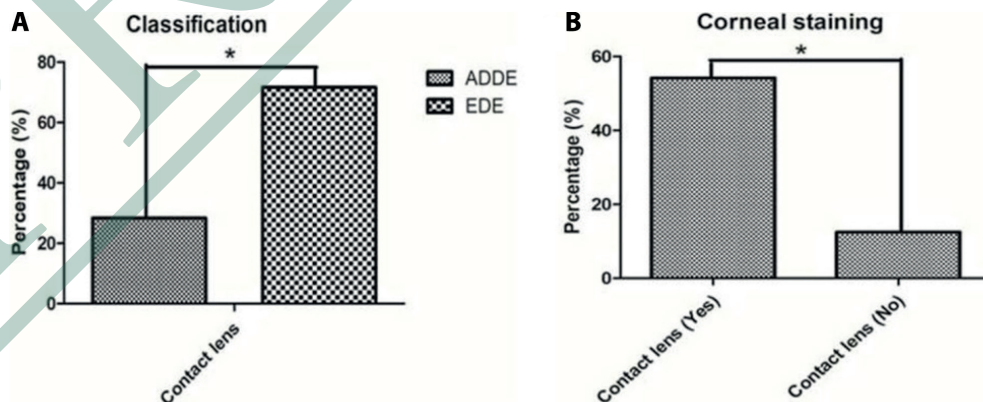 A
Classification
*
80
60
40
20
0
Percentage (%)
Contact lens
ADDE
EDE
B
Corneal staining
*
60
40
20
0
Percentage (%)
Contact lens (Yes)
Contact lens (No)